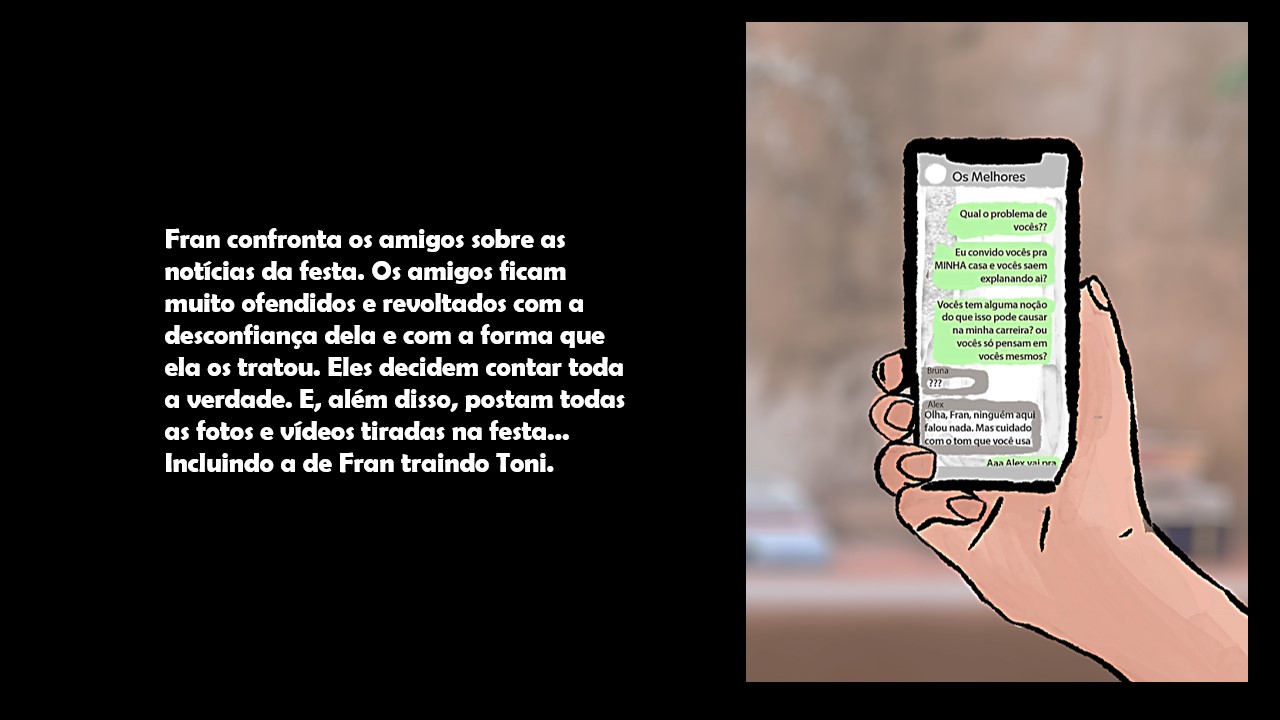 Fran confronta os amigos sobre as
notícias da festa. Os amigos ficam
muito ofendidos e revoltados com a
desconfiança dela e com a forma que
ela os tratou. Eles decidem contar toda
a verdade. E, além disso, postam todas
as fotos e vídeos tiradas na festa...
Incluindo a de Fran traindo Toni.
Os Melhores
Qual o problema de
vocês??
Eu convido vocês pra
MINHA casa e vocês saem
explanando ai?
Vocês tem alguma noção
do que isso pode causar
na minha carreira? ou
vocês só pensam em
vocês mesmos?
Bruna
???
Alex
Olha, Fran, ninguém aqui
falou nada. Mas cuidado
com o tom que você usa
Aaa Alex vai pra